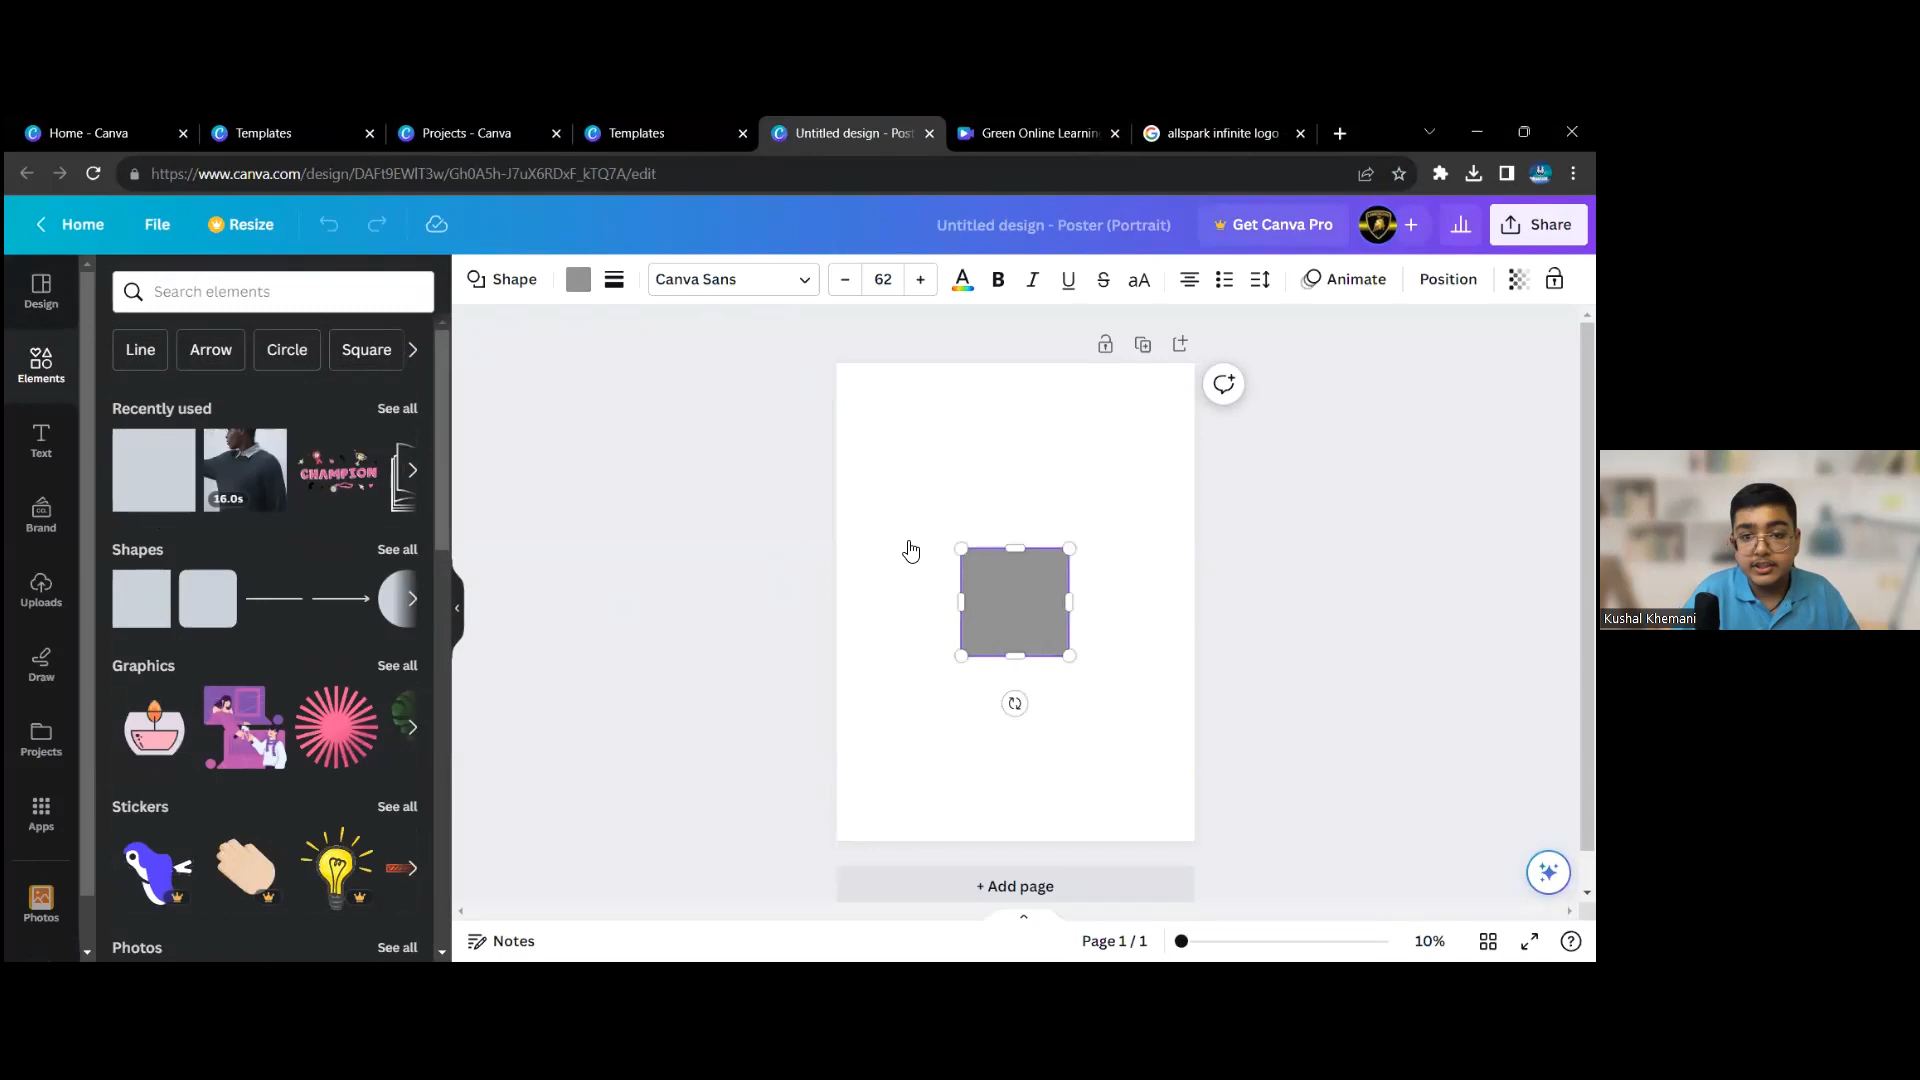 Home - Canva
Templates
Projects - Canva
Templates
Untitled design - Post
Green Online Learnin
allspark infinite logo
https://www.canva.com/design/DAFt9EWlT3w/Gh0A5h-J7uX6RDxF_kTQ7A/edit
Home
File
Resize
Untitled design - Poster (Portrait)
Get Canva Pro
Share
Shape
Canva Sans
62
A
B
I
U
S
aA
Animate
Position
Design
Elements
Text
Brand
Uploads
Draw
Projects
Apps
Photos
Search elements
Line
Arrow
Circle
Square
Recently used
See all
16.0s
CHAMPION
Shapes
See all
Graphics
See all
Stickers
See all
Photos
See all
+ Add page
Notes
Page 1 / 1
10%
Kushal Khemani